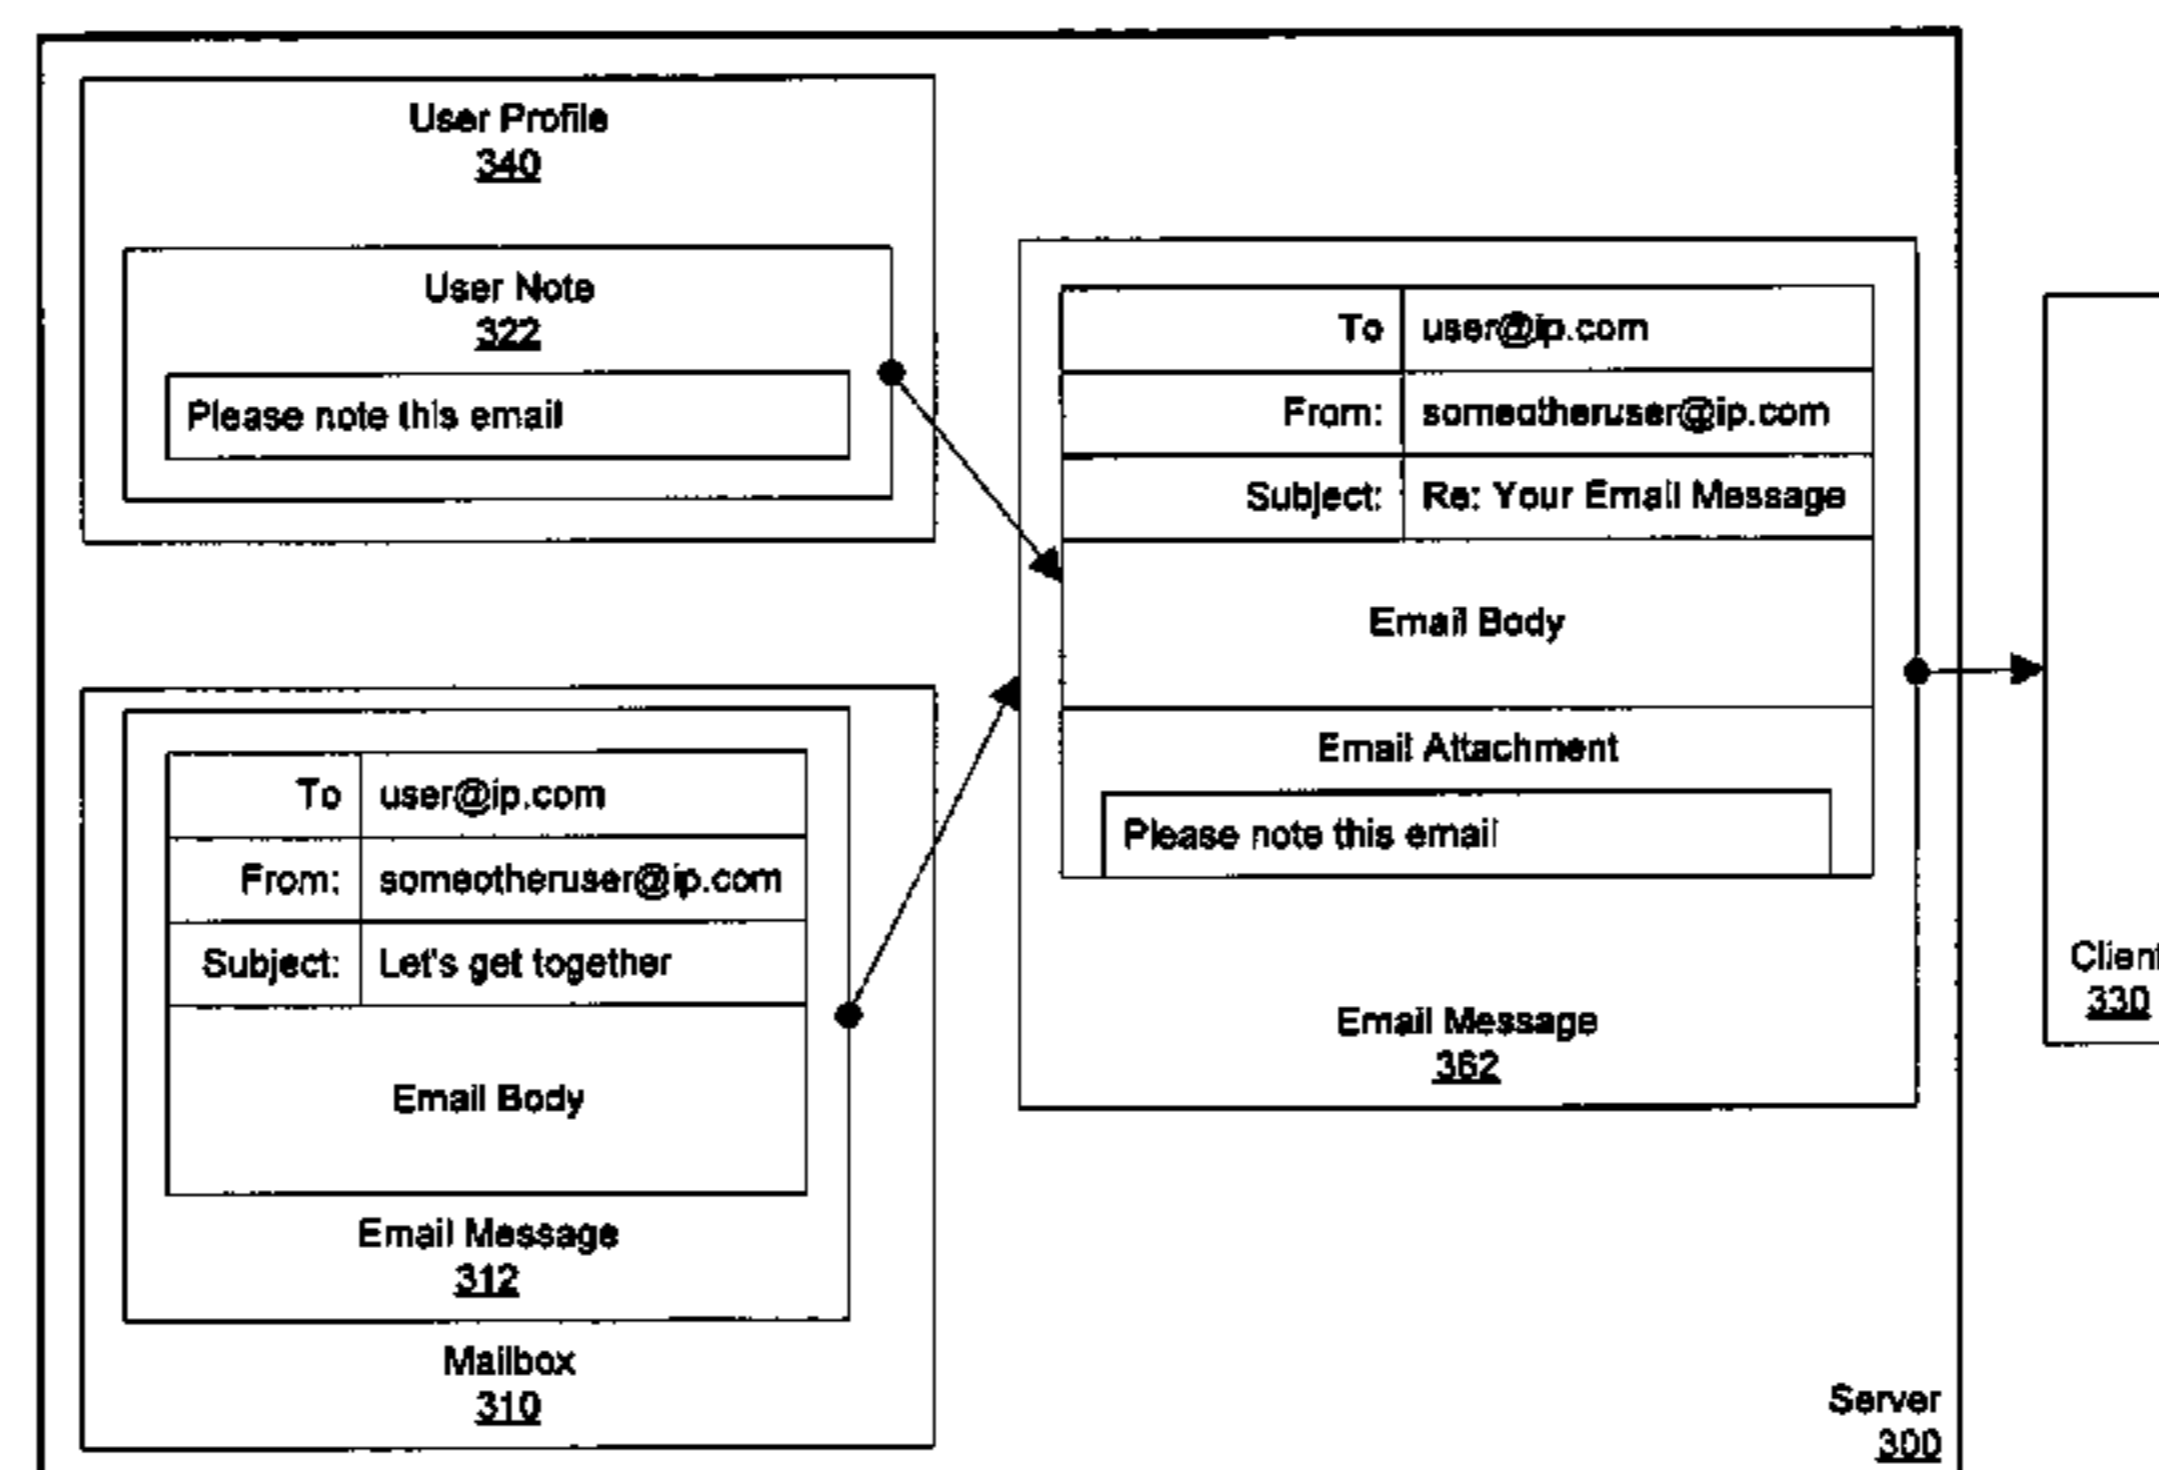 User Profile
340
User Note
322
Please note this email
To user@ip.com
From: someotheruser@ip.com
Subject: Let's get together
Email Body
Email Message
312
Mailbox
310
To user@ip.com
From: someotheruser@ip.com
Subject: Re: Your Email Message
Email Body
Email Attachment
Please note this email
Email Message
362
Client
330
Server
300